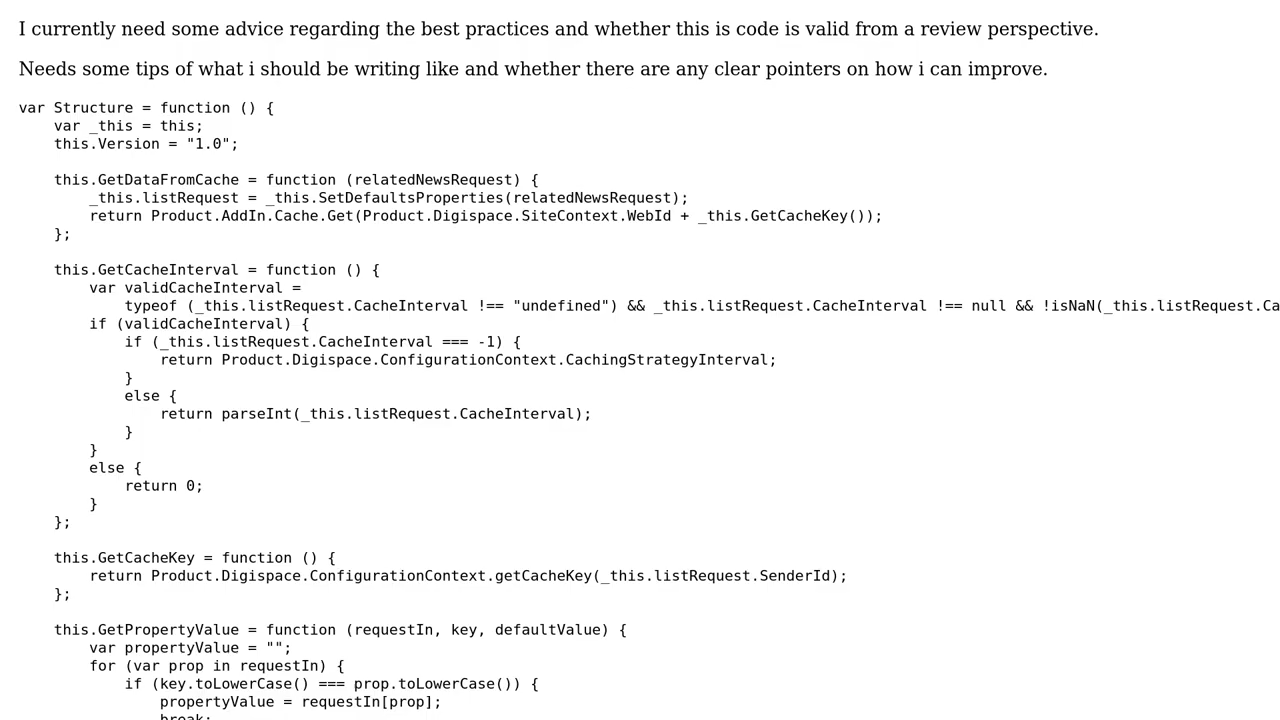 I currently need some advice regarding the best practices and whether this is code is valid from a review perspective.
Needs some tips of what i should be writing like and whether there are any clear pointers on how i can improve.
var Structure = function () {
    var _this = this;
    this.Version = "1.0";

    this.GetDataFromCache = function (relatedNewsRequest) {
        _this.listRequest = _this.SetDefaultsProperties(relatedNewsRequest);
        return Product.AddIn.Cache.Get(Product.Digispace.SiteContext.WebId + _this.GetCacheKey());
    };

    this.GetCacheInterval = function () {
        var validCacheInterval =
            typeof (_this.listRequest.CacheInterval !== "undefined") && _this.listRequest.CacheInterval !== null && !isNaN(_this.listRequest.Ca
        if (validCacheInterval) {
            if (_this.listRequest.CacheInterval === -1) {
                return Product.Digispace.ConfigurationContext.CachingStrategyInterval;
            }
            else {
                return parseInt(_this.listRequest.CacheInterval);
            }
        }
        else {
            return 0;
        }
    };

    this.GetCacheKey = function () {
        return Product.Digispace.ConfigurationContext.getCacheKey(_this.listRequest.SenderId);
    };

    this.GetPropertyValue = function (requestIn, key, defaultValue) {
        var propertyValue = "";
        for (var prop in requestIn) {
            if (key.toLowerCase() === prop.toLowerCase()) {
                propertyValue = requestIn[prop];
                break;